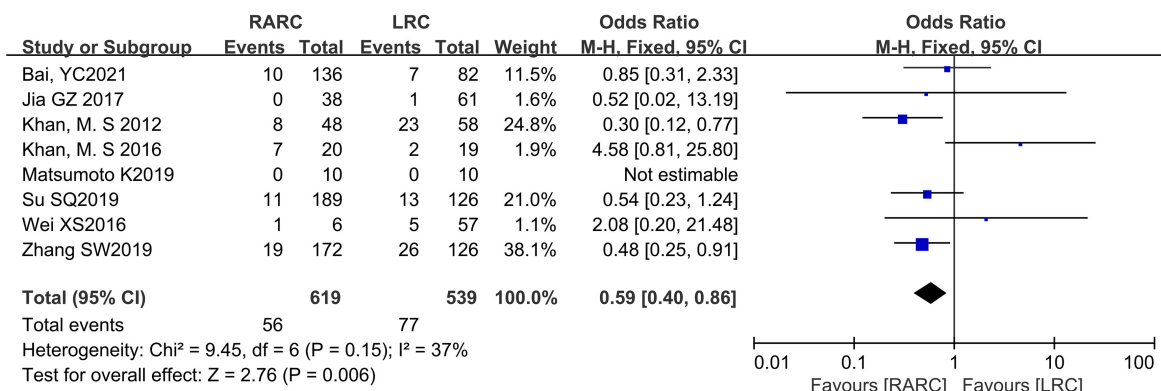 RARC LRC Odds Ratio Odds Ratio
Study or Subgroup Events Total Events Total Weight M-H, Fixed, 95% CI M-H, Fixed, 95% CI
Bai, YC2021 10 136 7 82 11.5% 0.85 [0.31, 2.33]
Jia GZ 2017 0 38 1 61 1.6% 0.52 [0.02, 13.19]
Khan, M. S 2012 8 48 23 58 24.8% 0.30 [0.12, 0.77]
Khan, M. S 2016 7 20 2 19 1.9% 4.58 [0.81, 25.80]
Matsumoto K2019 0 10 0 10 Not estimable
Su SQ2019 11 189 13 126 21.0% 0.54 [0.23, 1.24]
Wei XS2016 1 6 5 57 1.1% 2.08 [0.20, 21.48]
Zhang SW2019 19 172 26 126 38.1% 0.48 [0.25, 0.91]
Total (95% CI) 619 539 100.0% 0.59 [0.40, 0.86]
Total events 56 77
Heterogeneity: Chi² = 9.45, df = 6 (P = 0.15); I² = 37%
Test for overall effect: Z = 2.76 (P = 0.006)
0.01 0.1 1 10 100
Favours [RARC] Favours [LRC]